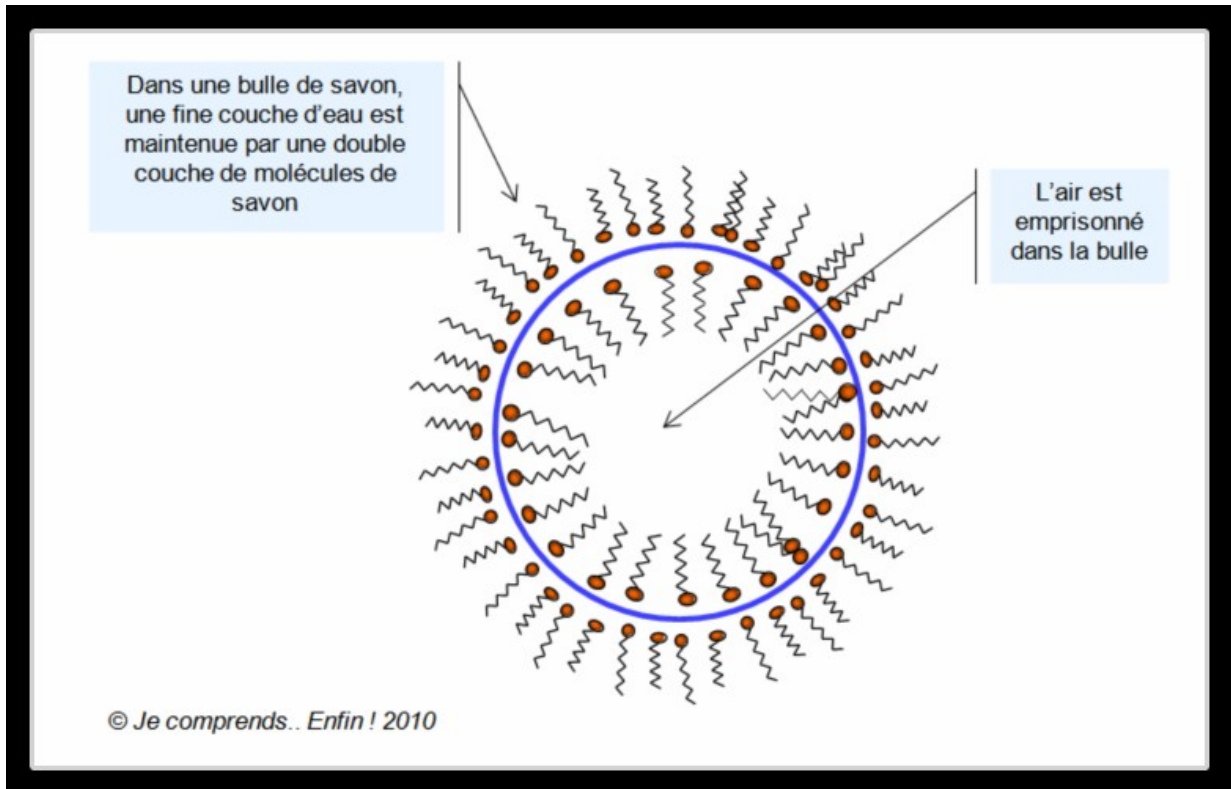 Dans une bulle de savon,
une fine couche d'eau est
maintenue par une double
couche de molécules de
savon
L'air est
emprisonné
dans la bulle
© Je comprends.. Enfin ! 2010